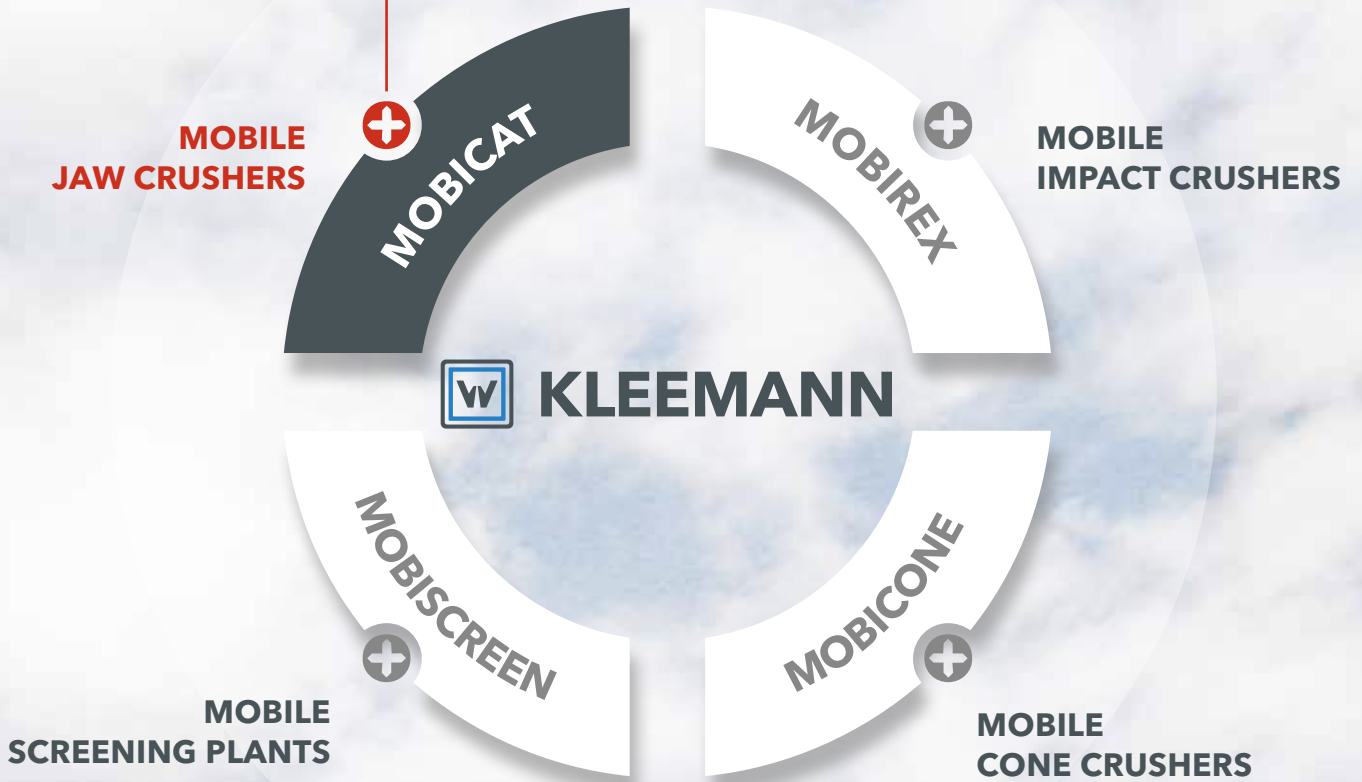 MOBILE
JAW CRUSHERS
MOBICAT
MOBIREX
MOBILE
IMPACT CRUSHERS
KLEEMANN
MOBISCREEN
MOBICONE
MOBILE
SCREENING PLANTS
MOBILE
CONE CRUSHERS